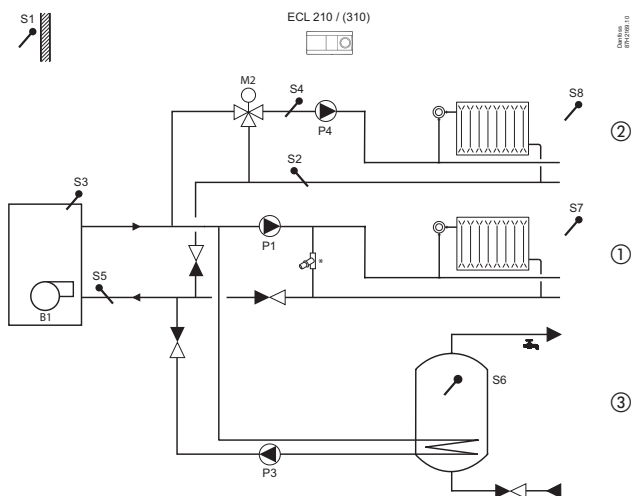 S1
ECL 210 / (310)
Danfoss
87H2169.10
M2
S4
S8
P4
②
S2
S3
S7
P1
*
①
S5
B1
S6
③
P3